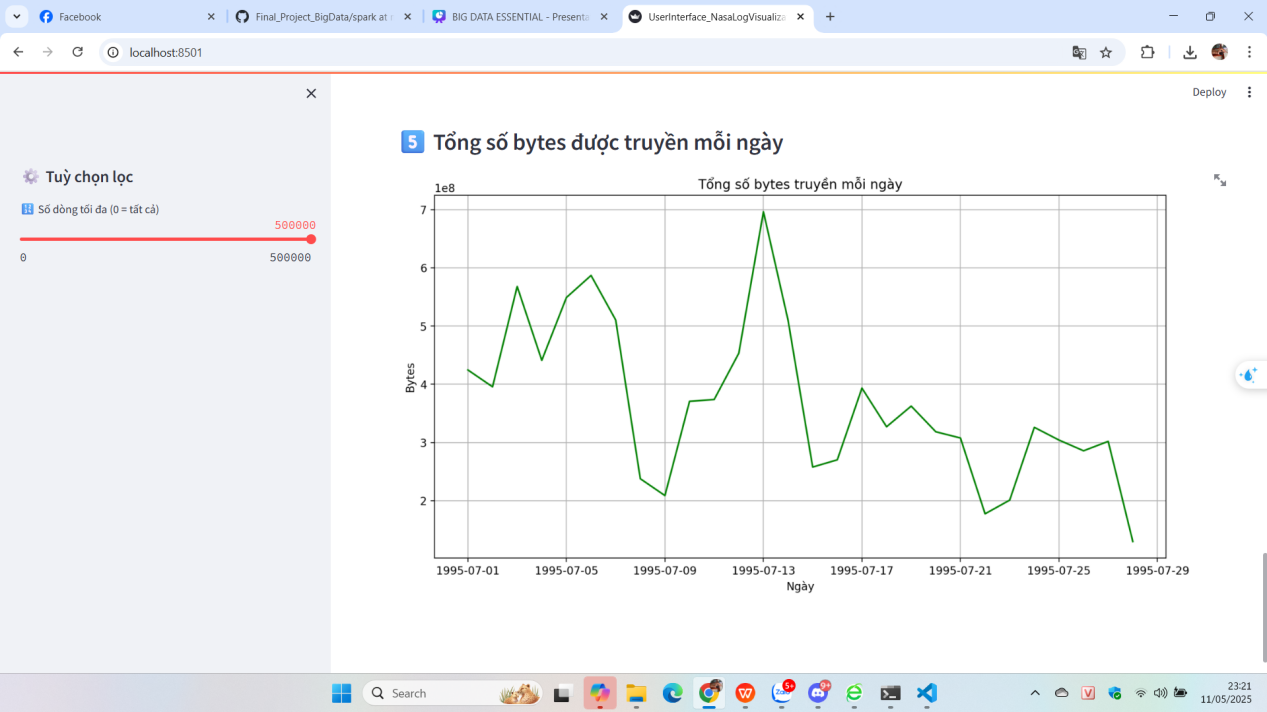 Facebook
Final_Project_BigData/spark at r
BIG DATA ESSENTIAL - Presenta
UserInterface_NasaLogVisualiza
localhost:8501
Deploy
5 Tổng số bytes được truyền mỗi ngày
Tuỳ chọn lọc
Số dòng tối đa (0 = tất cả)
500000
0 500000
Tổng số bytes truyền mỗi ngày
1e8
7
6
5
4
3
2
Bytes
1995-07-01 1995-07-05 1995-07-09 1995-07-13 1995-07-17 1995-07-21 1995-07-25 1995-07-29
Ngày
Search
Zalo
5+
9+
V
23:21
11/05/2025